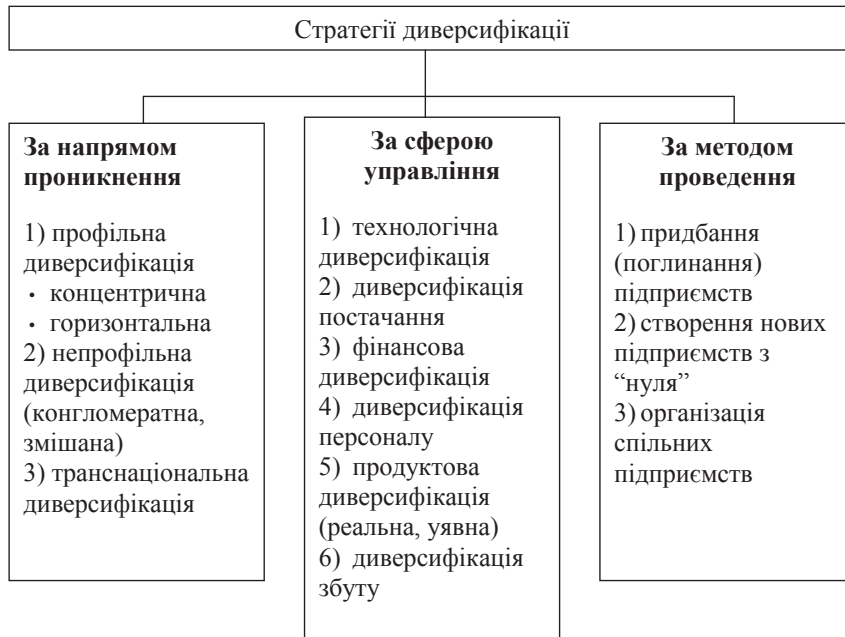 Стратегії диверсифікації
За напрямом
проникнення
1) профільна
диверсифікація
· концентрична
· горизонтальна
2) непрофільна
диверсифікація
(конгломератна,
змішана)
3) транснаціональна
диверсифікація
За сферою
управління
1) технологічна
диверсифікація
2) диверсифікація
постачання
3) фінансова
диверсифікація
4) диверсифікація
персоналу
5) продуктова
диверсифікація
(реальна, уявна)
6) диверсифікація
збуту
За методом
проведення
1) придбання
(поглинання)
підприємств
2) створення нових
підприємств з
“нуля”
3) організація
спільних
підприємств